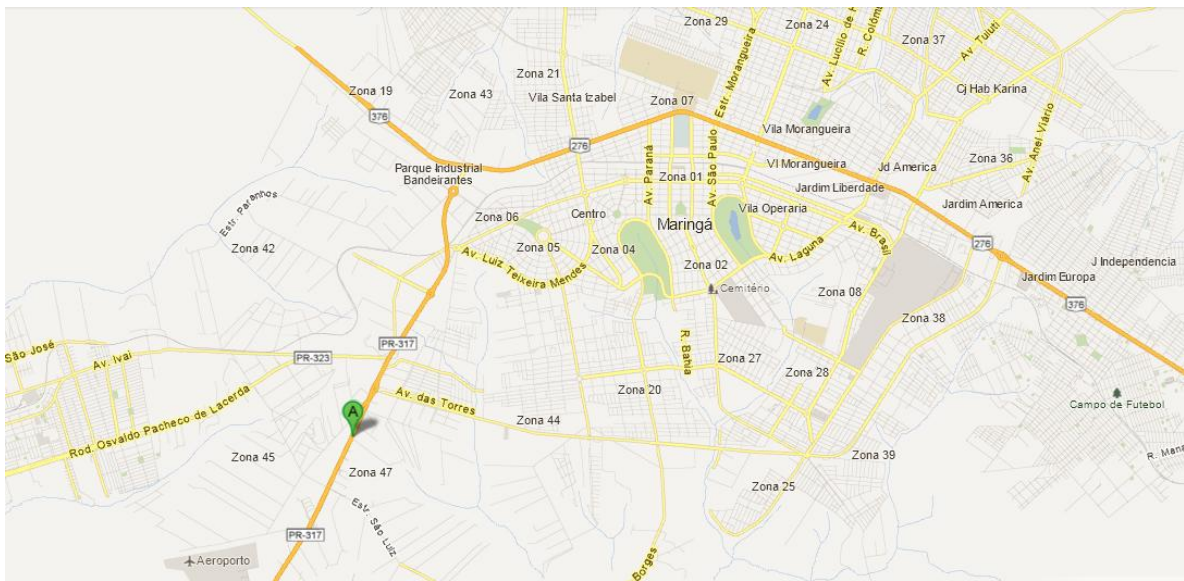 Zona 29
Zona 24
Zona 37
Av. Tuiuti
Av. Lucílio de
R. Colôm
Estr. Morangueira
Zona 21
Zona 43
Zona 19
Vila Santa Izabel
Zona 07
Cj Hab Karina
376
Vila Morangueira
Av. Anel Viário
276
Parque Industrial
Bandeirantes
Av. Paraná
Av. São Paulo
Vl Morangueira
Jd America
Zona 36
Zona 01
Jardim Liberdade
Estr. Paranhos
Zona 06
Centro
Maringá
Vila Operaria
Jardim America
Zona 42
Zona 05
Zona 04
Av. Brasil
276
Av. Luiz Teixeira Mendes
Zona 02
Av. Laguna
J Independencia
Jardim Europa
Cemitério
Zona 08
376
Zona 38
São José
Av. Ivai
PR-323
PR-317
R. Bahia
Zona 27
Zona 28
Zona 20
Av. das Torres
Campo de Futebol
A
Rod. Osvaldo Pacheco de Lacerda
Zona 44
Zona 45
Zona 39
R. Mana
Zona 47
Zona 25
Estr. São Luiz
PR-317
Aeroporto
Borges